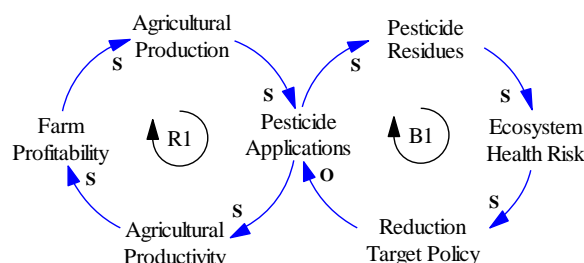 Agricultural
Production
Pesticide
Residues
S
S
S
S
Farm
Profitability
R1
Pesticide
Applications
B1
Ecosystem
Health Risk
S
S
O
S
Agricultural
Productivity
Reduction
Target Policy